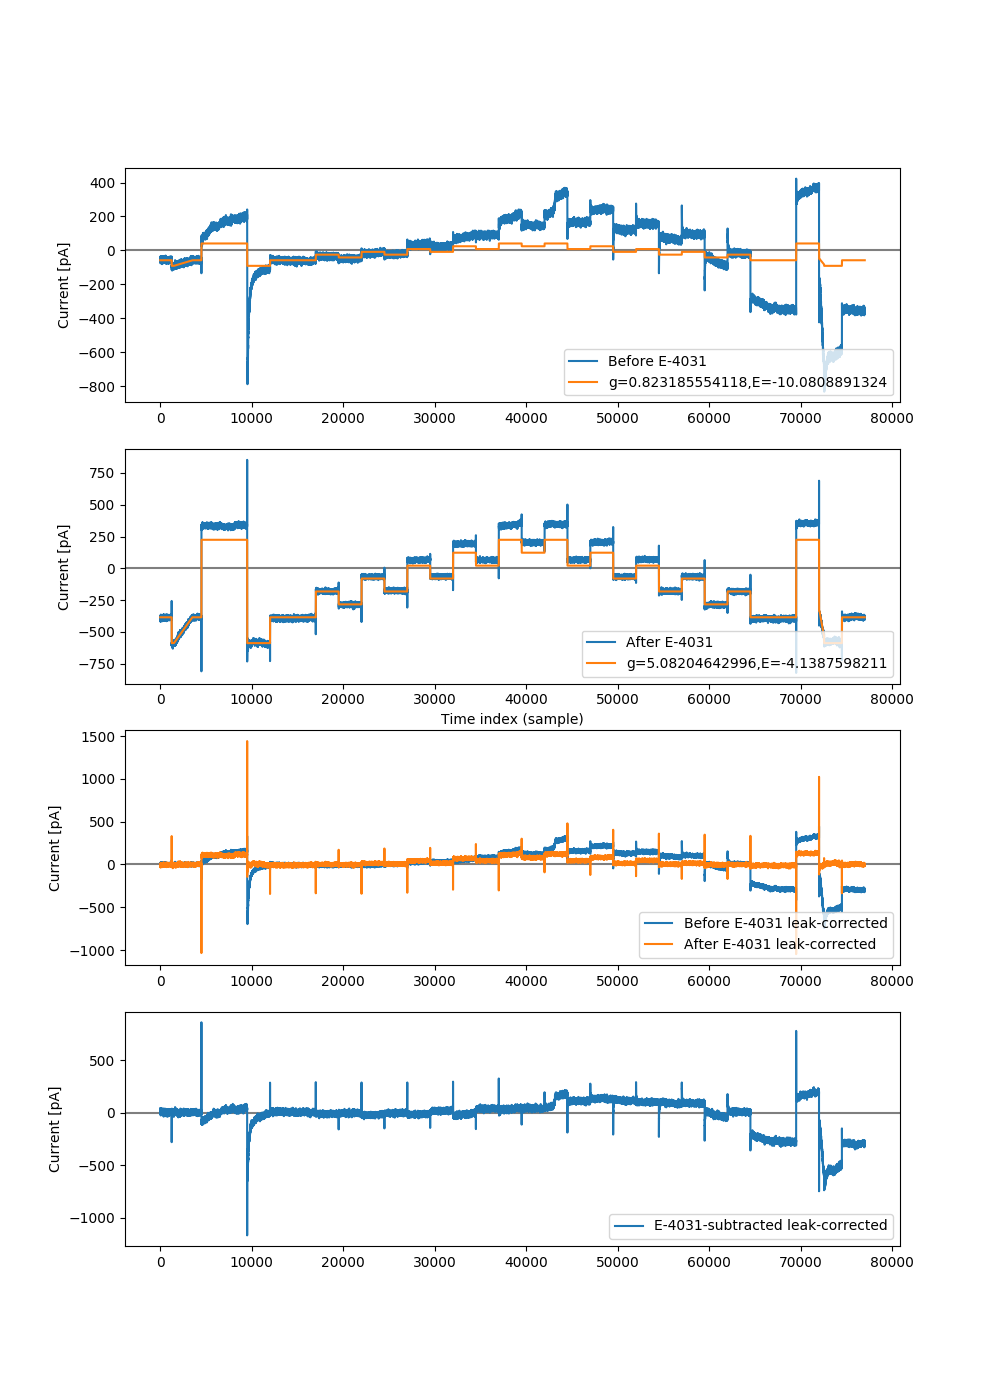 400
200
0
−200
−400
−600
−800
Current [pA]
Before E-4031
g=0.823185554118,E=-10.0808891324
0 10000 20000 30000 40000 50000 60000 70000 80000
750
500
250
0
−250
−500
−750
Current [pA]
After E-4031
g=5.08204642996,E=-4.1387598211
0 10000 20000 30000 40000 50000 60000 70000 80000
Time index (sample)
1500
1000
500
0
−500
−1000
Current [pA]
Before E-4031 leak-corrected
After E-4031 leak-corrected
0 10000 20000 30000 40000 50000 60000 70000 80000
500
0
−500
−1000
Current [pA]
E-4031-subtracted leak-corrected
0 10000 20000 30000 40000 50000 60000 70000 80000